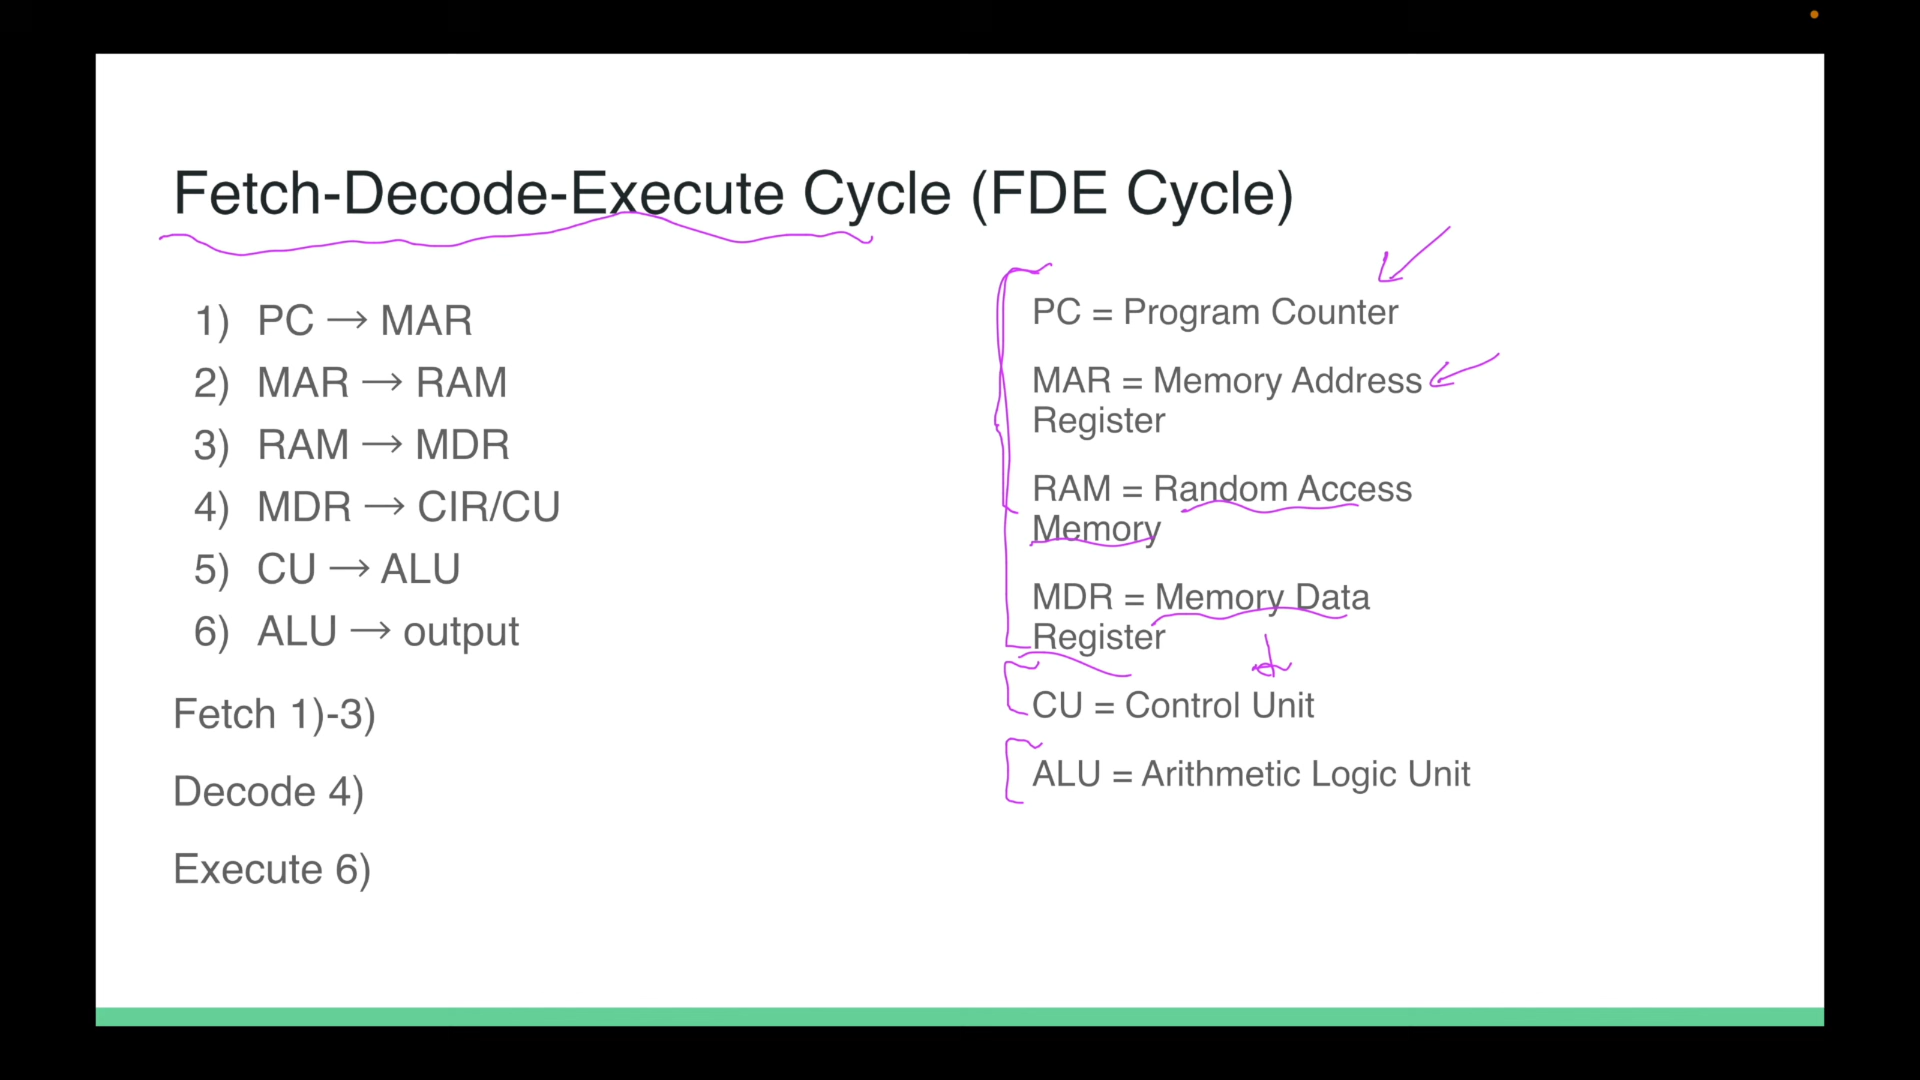 Fetch-Decode-Execute Cycle (FDE Cycle)
1) PC → MAR
2) MAR → RAM
3) RAM → MDR
4) MDR → CIR/CU
5) CU → ALU
6) ALU → output
Fetch 1)-3)
Decode 4)
Execute 6)
PC = Program Counter
MAR = Memory Address
Register
RAM = Random Access
Memory
MDR = Memory Data
Register
CU = Control Unit
ALU = Arithmetic Logic Unit